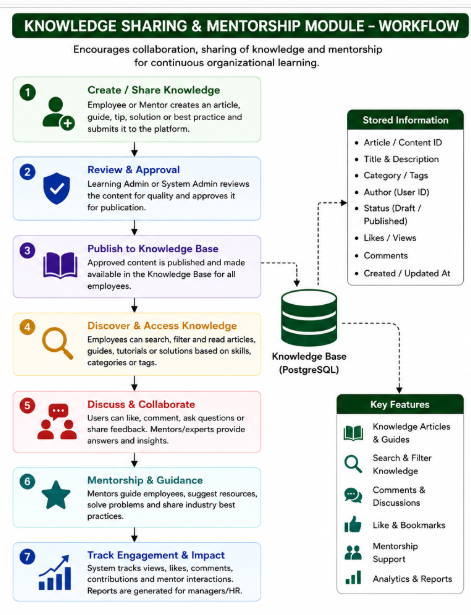 KNOWLEDGE SHARING & MENTORSHIP MODULE – WORKFLOW
Encourages collaboration, sharing of knowledge and mentorship
for continuous organizational learning.
1
Create / Share Knowledge
Employee or Mentor creates an article,
guide, tip, solution or best practice and
submits it to the platform.
2
Review & Approval
Learning Admin or System Admin reviews
the content for quality and approves it
for publication.
3
Publish to Knowledge Base
Approved content is published and made
available in the Knowledge Base for all
employees.
4
Discover & Access Knowledge
Employees can search, filter and read articles,
guides, tutorials or solutions based on skills,
categories or tags.
5
Discuss & Collaborate
Users can like, comment, ask questions or
share feedback. Mentors/experts provide
answers and insights.
6
Mentorship & Guidance
Mentors guide employees, suggest resources,
solve problems and share industry best
practices.
7
Track Engagement & Impact
System tracks views, likes, comments,
contributions and mentor interactions.
Reports are generated for managers/HR.
Stored Information
• Article / Content ID
• Title & Description
• Category / Tags
• Author (User ID)
• Status (Draft /
Published)
• Likes / Views
• Comments
• Created / Updated At
Knowledge Base
(PostgreSQL)
Key Features
Knowledge Articles
& Guides
Search & Filter
Knowledge
Comments &
Discussions
Like & Bookmarks
Mentorship
Support
Analytics & Reports